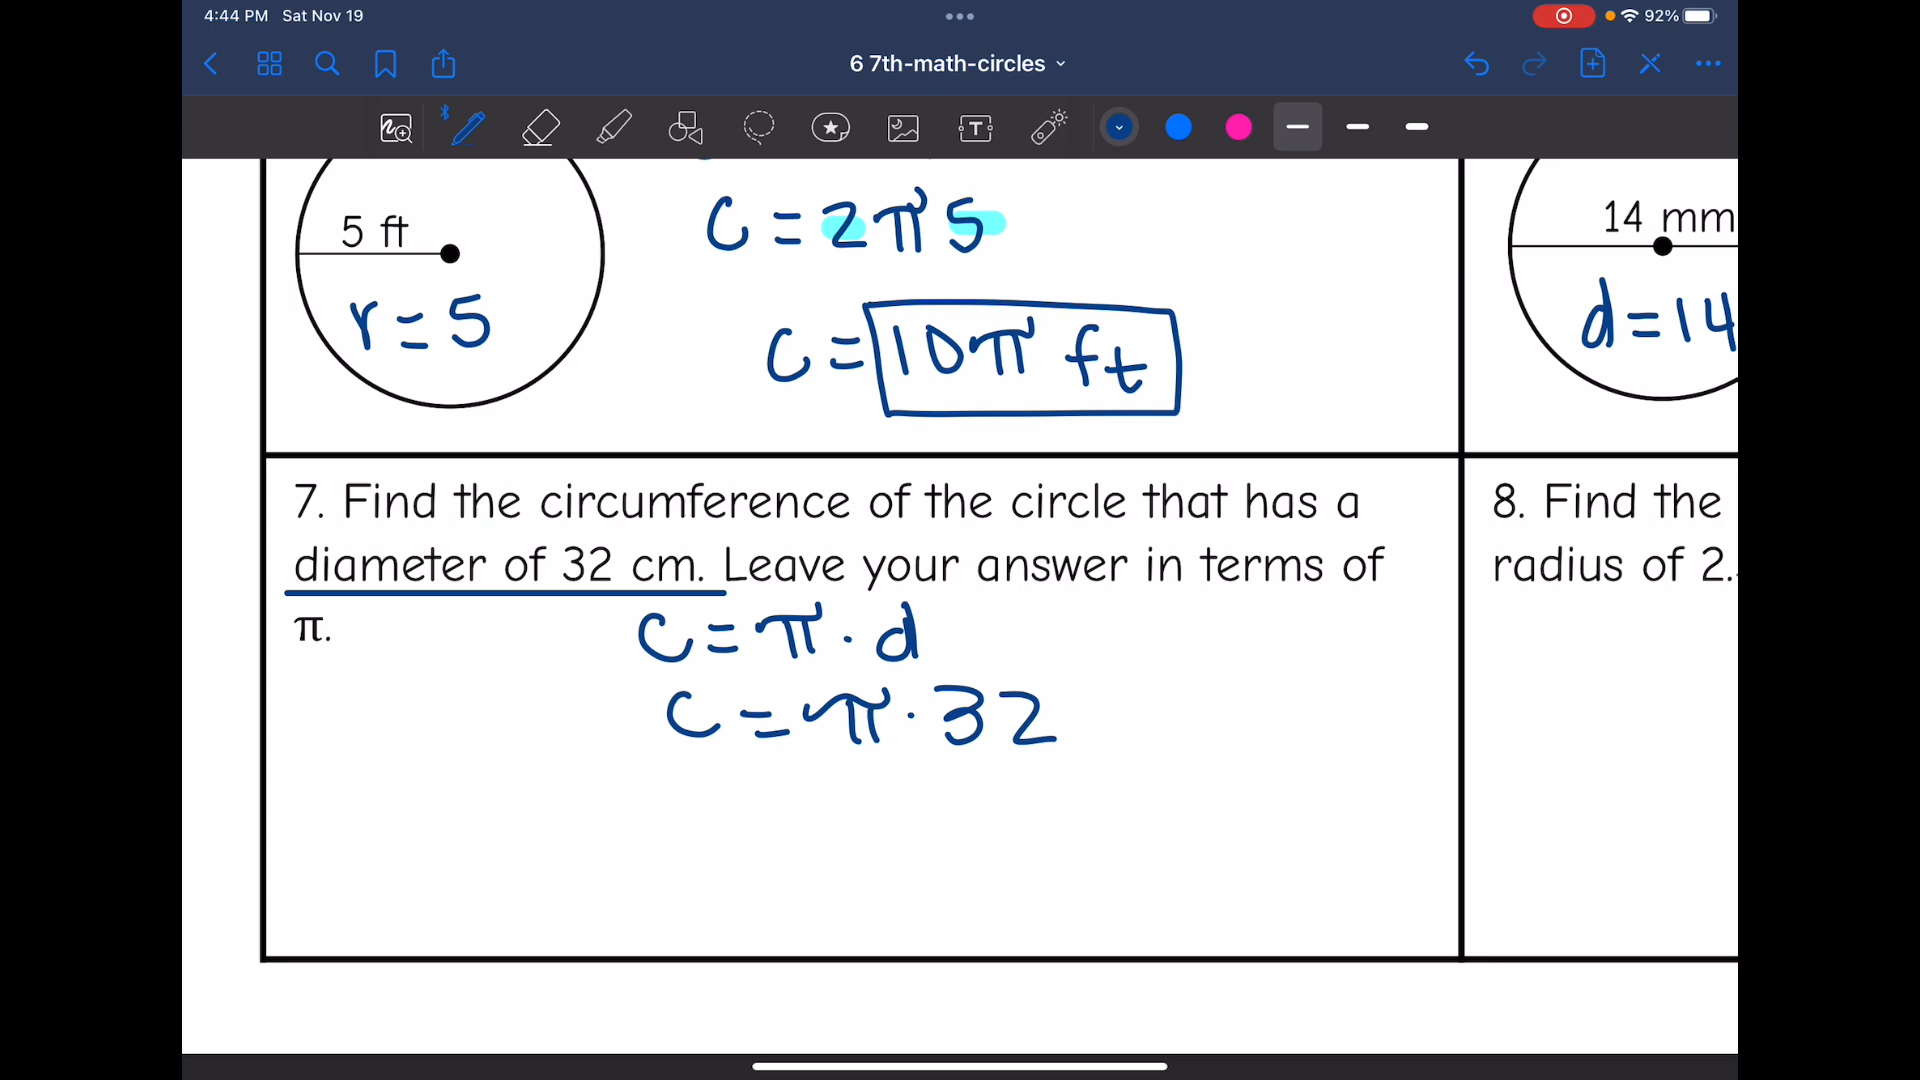 4:44 PM Sat Nov 19
92%
6 7th-math-circles
T
5 ft
r = 5
C = 2π5
C = 10π ft
14 mm
d = 14
7. Find the circumference of the circle that has a
diameter of 32 cm. Leave your answer in terms of
π.
C = π · d
C = π · 32
8. Find the
radius of 2.